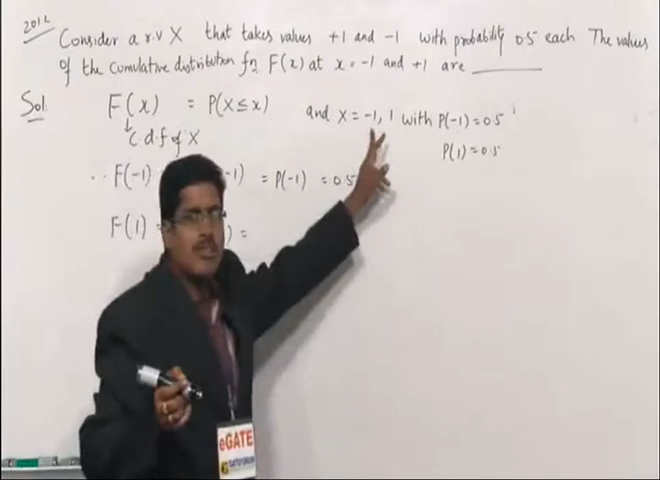 2012
Consider a r.v X that takes values +1 and -1 with probability 0.5 each The values
of the cumulative distribution fn F(x) at x = -1 and +1 are ________
Sol: F(x) = P(X≤x) and X = -1, 1 with P(-1) = 0.5
↓
C.d.f of X P(1) = 0.5
F(-1) -1) = P(-1) = 0.5
F(1) = ) =
eGATE